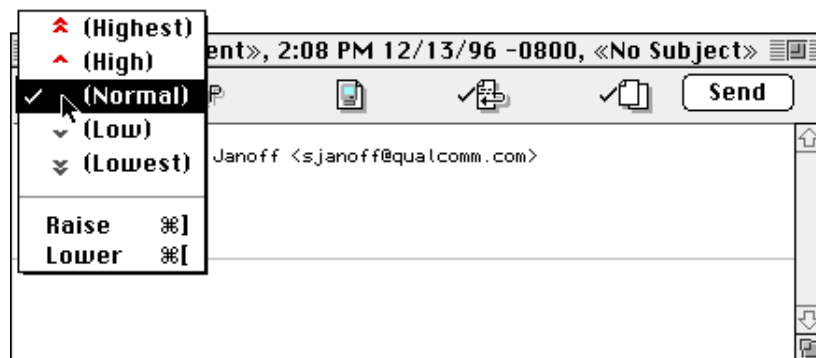 (Highest)
(High)
(Normal)
(Low)
(Lowest)
Raise ⌘]
Lower ⌘[
ent», 2:08 PM 12/13/96 -0800, «No Subject»
P
Send
Janoff <sjanoff@qualcomm.com>